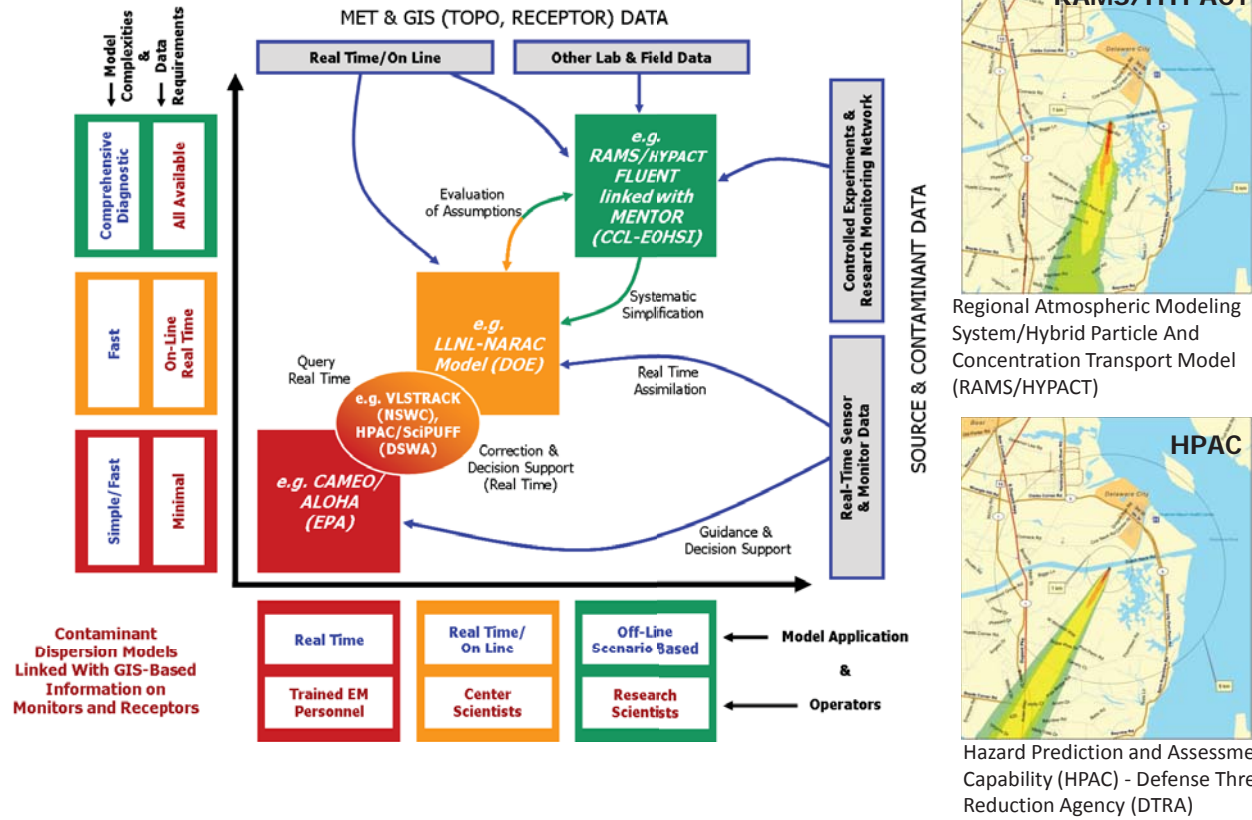 MET & GIS (TOPO, RECEPTOR) DATA
Model
Complexities
&
Data
Requirements
Real Time/On Line
Other Lab & Field Data
Comprehensive
Diagnostic
All Available
e.g.
RAMS/HYPACT
FLUENT
linked with
MENTOR
(CCL-EOHSI)
Evaluation
of Assumptions
Controlled Experiments &
Research Monitoring Network
SOURCE & CONTAMINANT DATA
Fast
On-Line
Real Time
e.g.
LLNL-NARAC
Model (DOE)
Systematic
Simplification
Query
Real Time
Real Time
Assimilation
e.g. VLSTRACK
(NSWC),
HPAC/SciPUFF
(DSWA)
Correction &
Decision Support
(Real Time)
Real-Time Sensor
& Monitor Data
Simple/Fast
Minimal
e.g. CAMEO/
ALOHA
(EPA)
Guidance &
Decision Support
Contaminant
Dispersion Models
Linked With GIS-Based
Information on
Monitors and Receptors
Real Time
Real Time/
On Line
Off-Line
Scenario Based
Model Application
&
Trained EM
Personnel
Center
Scientists
Research
Scientists
Operators
RAMS/HYPACT
Delaware City
Regional Atmospheric Modeling
System/Hybrid Particle And
Concentration Transport Model
(RAMS/HYPACT)
HPAC
Delaware City
Hazard Prediction and Assessme
Capability (HPAC) - Defense Thre
Reduction Agency (DTRA)